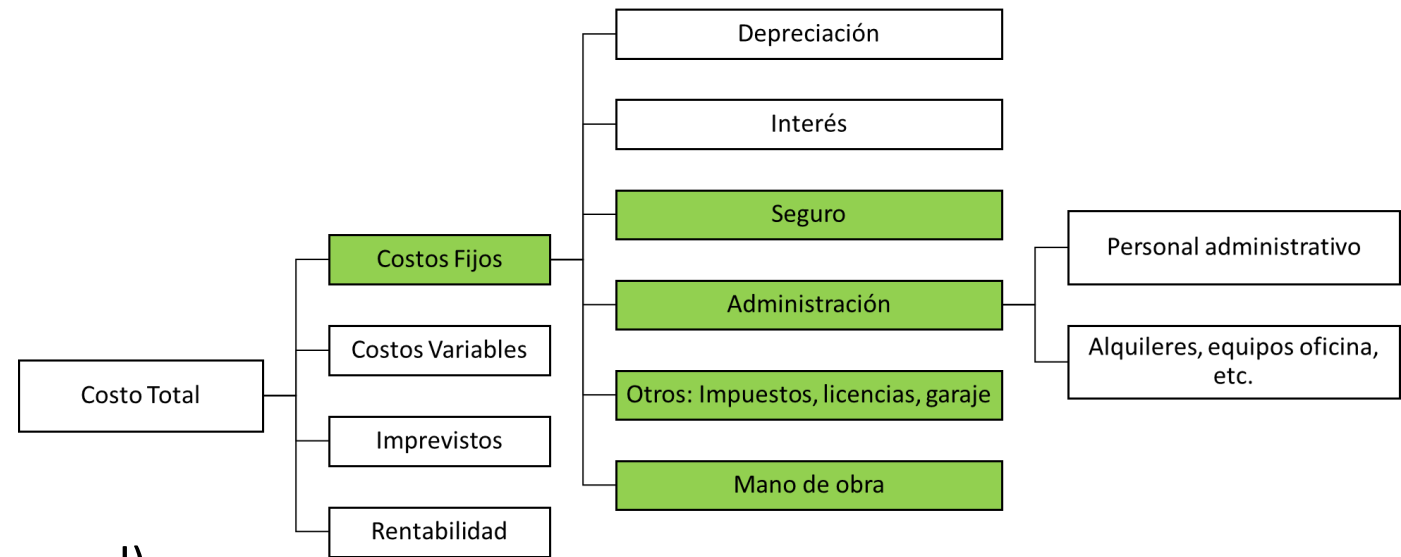 Costo Total
Costos Fijos
Costos Variables
Imprevistos
Rentabilidad
Depreciación
Interés
Seguro
Administración
Otros: Impuestos, licencias, garaje
Mano de obra
Personal administrativo
Alquileres, equipos oficina,
etc.